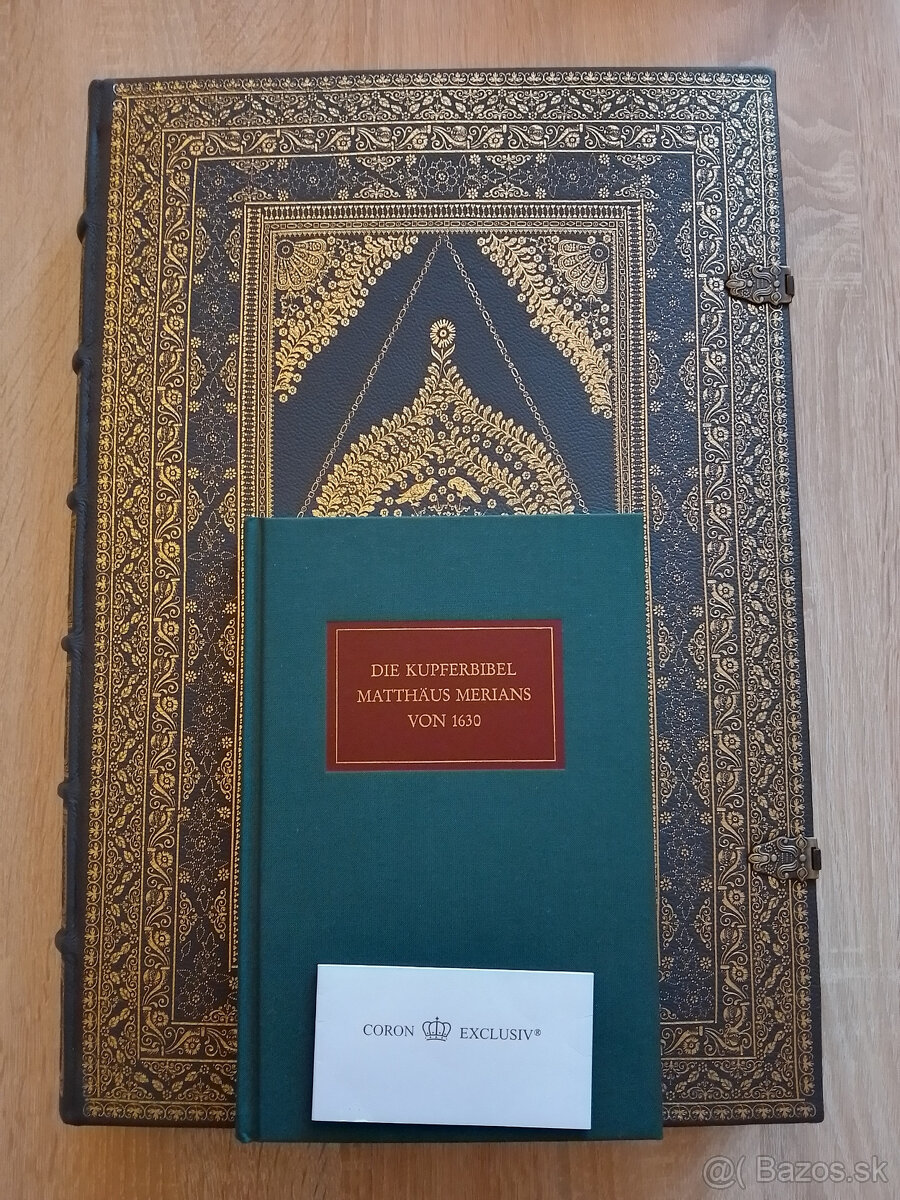 DIE KUPFERBIBEL
MATTHÄUS MERIANS
VON 1630
CORON EXCLUSIV®
@( Bazos.sk